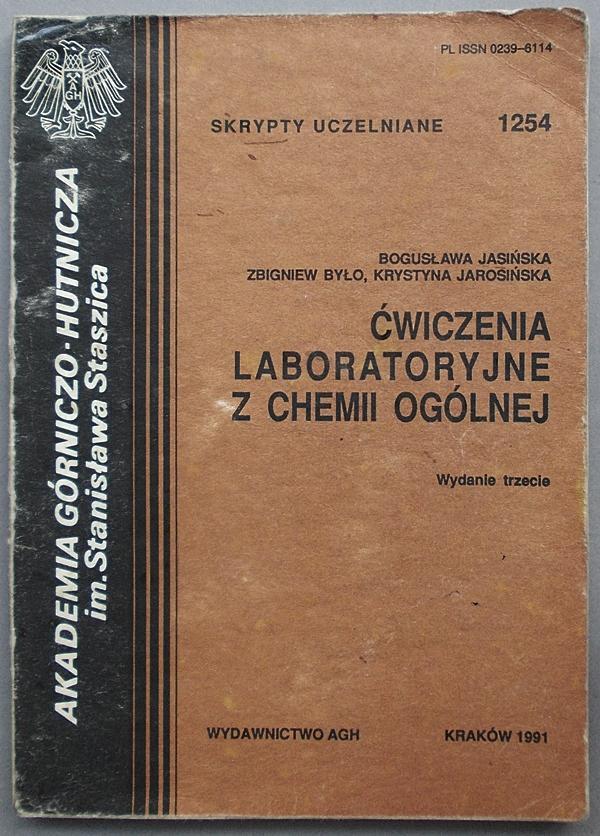 PL ISSN 0239-6114
SKRYPTY UCZELNIANE 1254
BOGUSŁAWA JASIŃSKA
ZBIGNIEW BYŁO, KRYSTYNA JAROSIŃSKA
ĆWICZENIA
LABORATORYJNE
Z CHEMII OGÓLNEJ
Wydanie trzecie
WYDAWNICTWO AGH KRAKÓW 1991
AGH
AKADEMIA GÓRNICZO-HUTNICZA
im. Stanisława Staszica